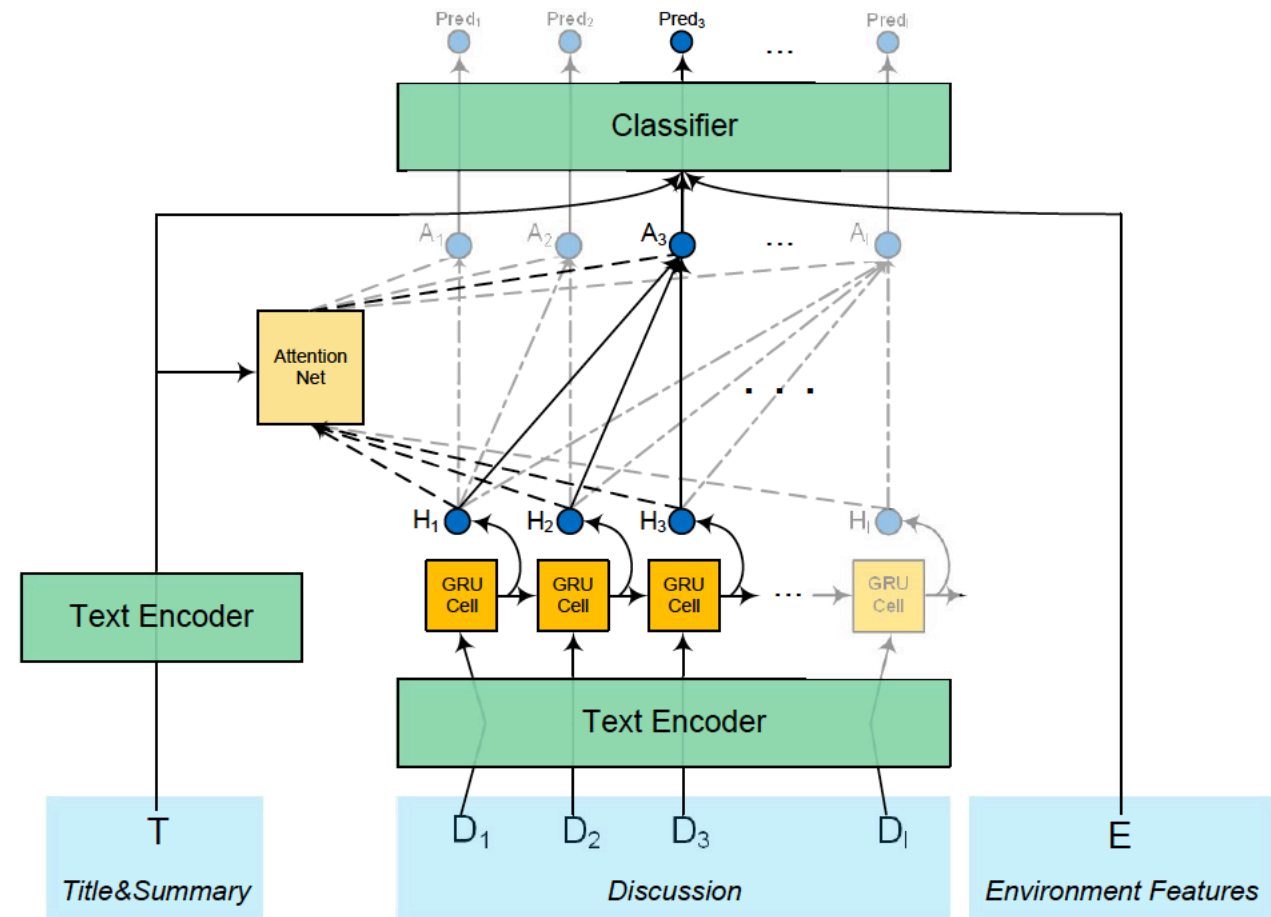 Pred₁ Pred₂ Pred₃ ... Predₗ
Classifier
A₁ A₂ A₃ ... Aₗ
Attention
Net
. . .
H₁ H₂ H₃ Hₗ
GRU GRU GRU GRU
Cell Cell Cell ... Cell
Text Encoder
Text Encoder
T D₁ D₂ D₃ Dₗ E
Title&Summary Discussion Environment Features